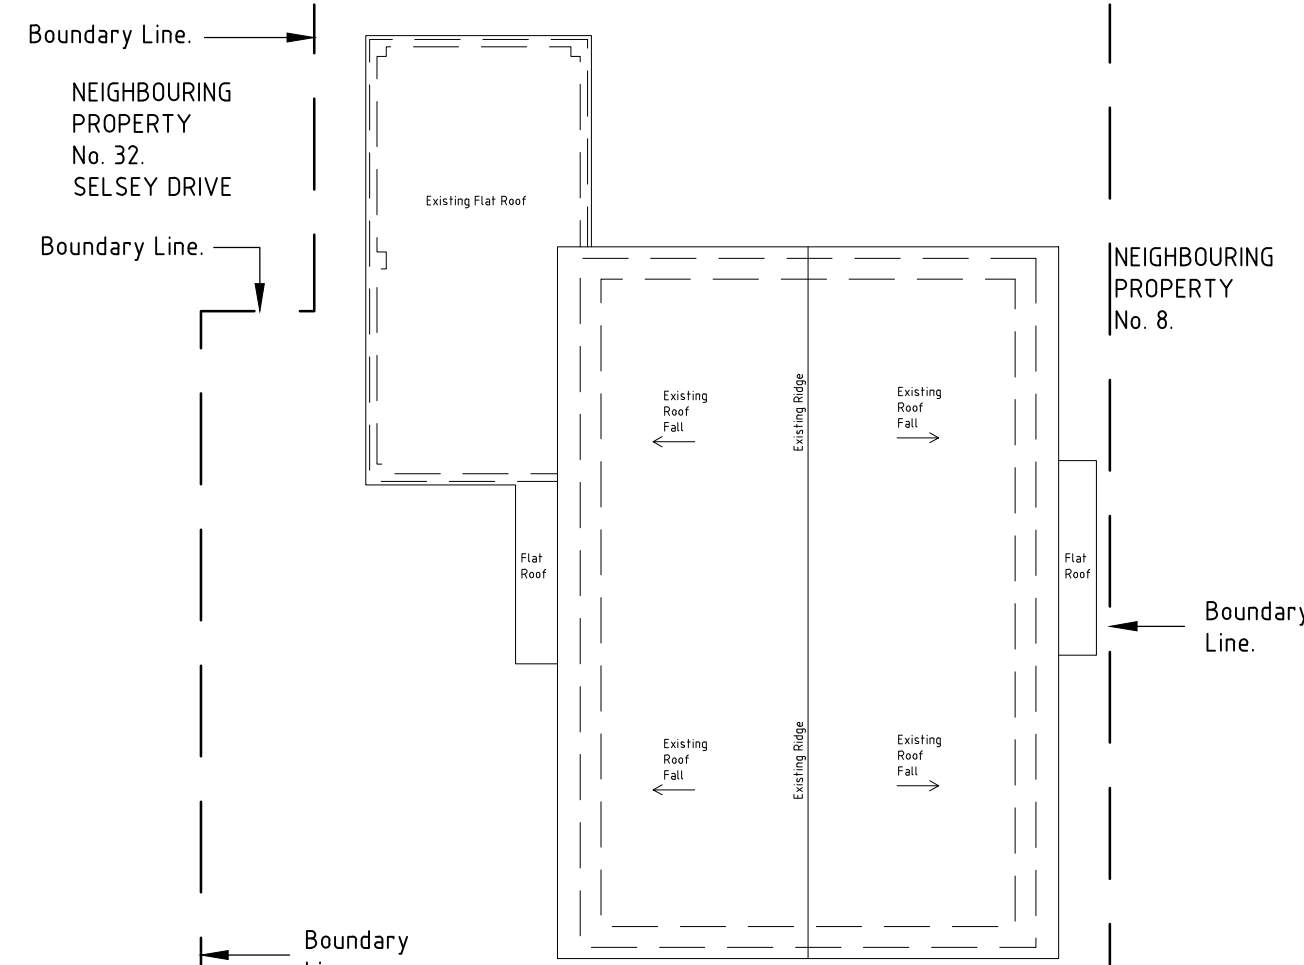 Boundary Line.
NEIGHBOURING
PROPERTY
No. 32.
SELSEY DRIVE
Boundary Line.
Existing Flat Roof
NEIGHBOURING
PROPERTY
No. 8.
Existing
Roof
Fall
Existing Ridge
Existing
Roof
Fall
Flat
Roof
Flat
Roof
Boundary
Line.
Existing
Roof
Fall
Existing Ridge
Existing
Roof
Fall
Boundary